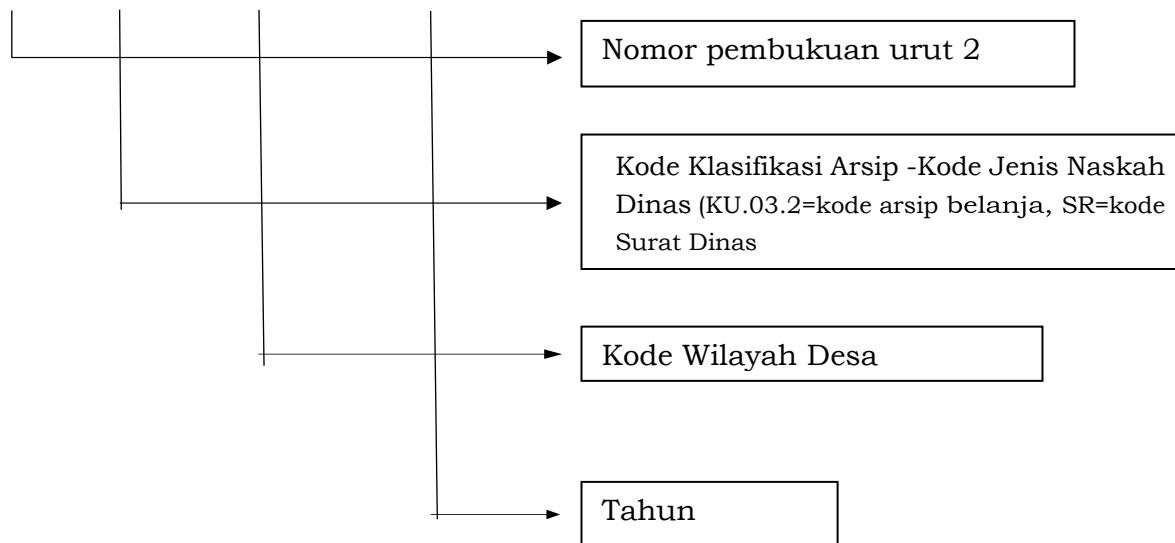 Nomor pembukuan urut 2
Kode Klasifikasi Arsip -Kode Jenis Naskah
Dinas (KU.03.2=kode arsip belanja, SR=kode
Surat Dinas
Kode Wilayah Desa
Tahun